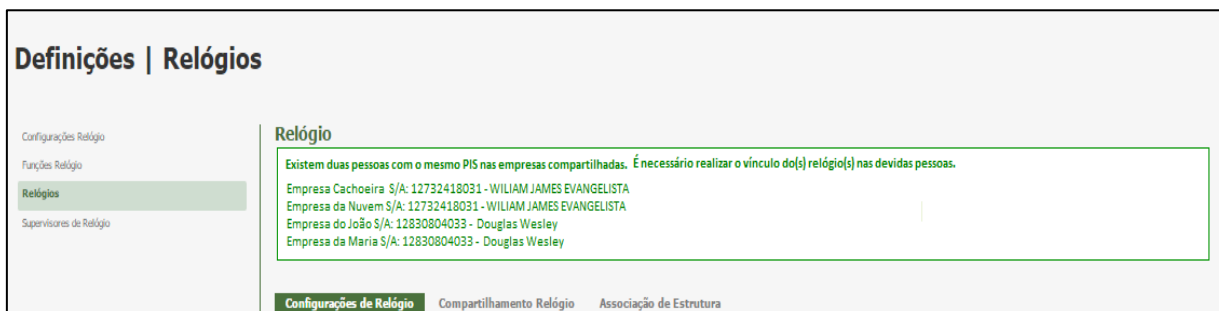 Definições | Relógios
Configurações Relógio
Funções Relógio
Relógios
Supervisores de Relógio
Relógio
Existem duas pessoas com o mesmo PIS nas empresas compartilhadas. É necessário realizar o vínculo do(s) relógio(s) nas devidas pessoas.
Empresa Cachoeira S/A: 12732418031 - WILIAM JAMES EVANGELISTA
Empresa da Nuvem S/A: 12732418031 - WILIAM JAMES EVANGELISTA
Empresa do João S/A: 12830804033 - Douglas Wesley
Empresa da Maria S/A: 12830804033 - Douglas Wesley
Configurações de Relógio Compartilhamento Relógio Associação de Estrutura